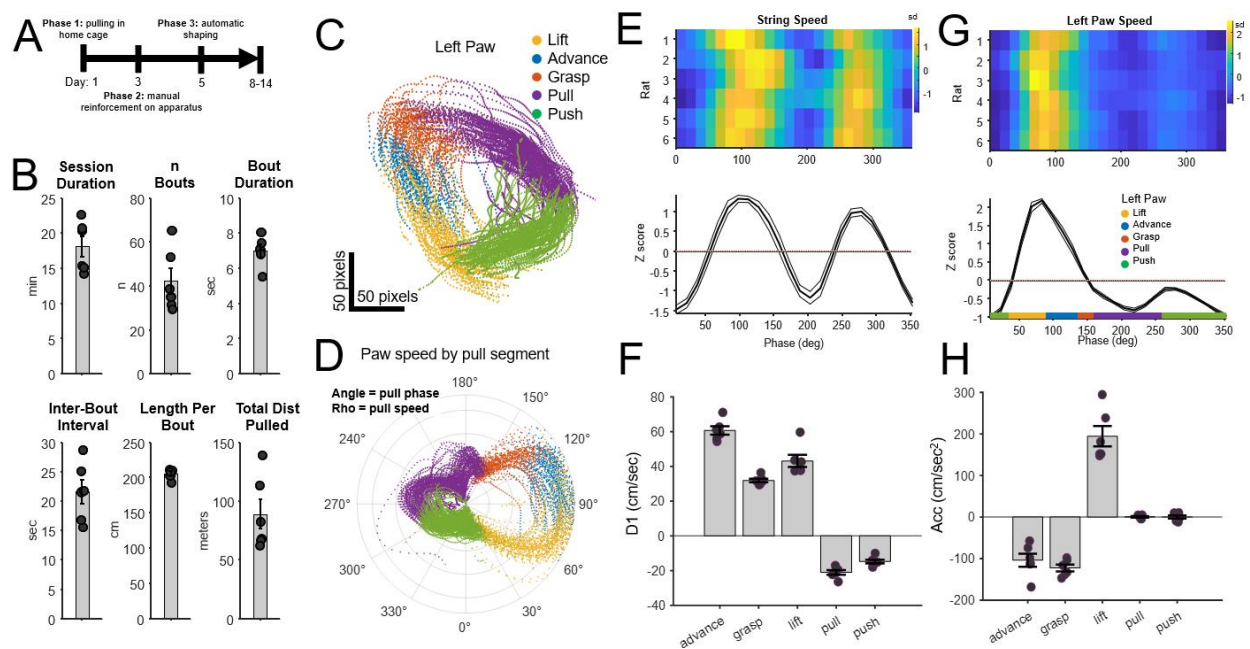 A
Phase 1: pulling in
home cage
Phase 3: automatic
shaping
Day: 1 3 5 8-14
Phase 2: manual
reinforcement on apparatus
B
Session
Duration
min
25
20
15
10
5
0
n
Bouts
n
80
60
40
20
0
Bout
Duration
sec
10
8
6
4
2
0
Inter-Bout
Interval
sec
30
25
20
15
10
5
0
Length Per
Bout
cm
250
200
150
100
50
0
Total Dist
Pulled
meters
150
100
50
0
C
Left Paw
Lift
Advance
Grasp
Pull
Push
50 pixels
50 pixels
D
Paw speed by pull segment
Angle = pull phase
Rho = pull speed
180°
150°
120°
90°
60°
30°
0°
330°
300°
270°
240°
E
String Speed
Rat
1
2
3
4
5
6
0 100 200 300
sd
2
1
0
-1
Z score
1
0.5
0
-0.5
-1
1.5
50 100 150 200 250 300 350
Phase (deg)
F
D1 (cm/sec)
60
40
20
0
-20
-40
advance
grasp
lift
pull
push
G
Left Paw Speed
Rat
1
2
3
4
5
6
0 100 200 300
sd
2
1
0
-1
Z score
2
1.5
1
0.5
0
-0.5
-1
Left Paw
Lift
Advance
Grasp
Pull
Push
50 100 150 200 250 300 350
Phase (deg)
H
Acc (cm/sec²)
300
200
100
0
-100
-200
advance
grasp
lift
pull
push